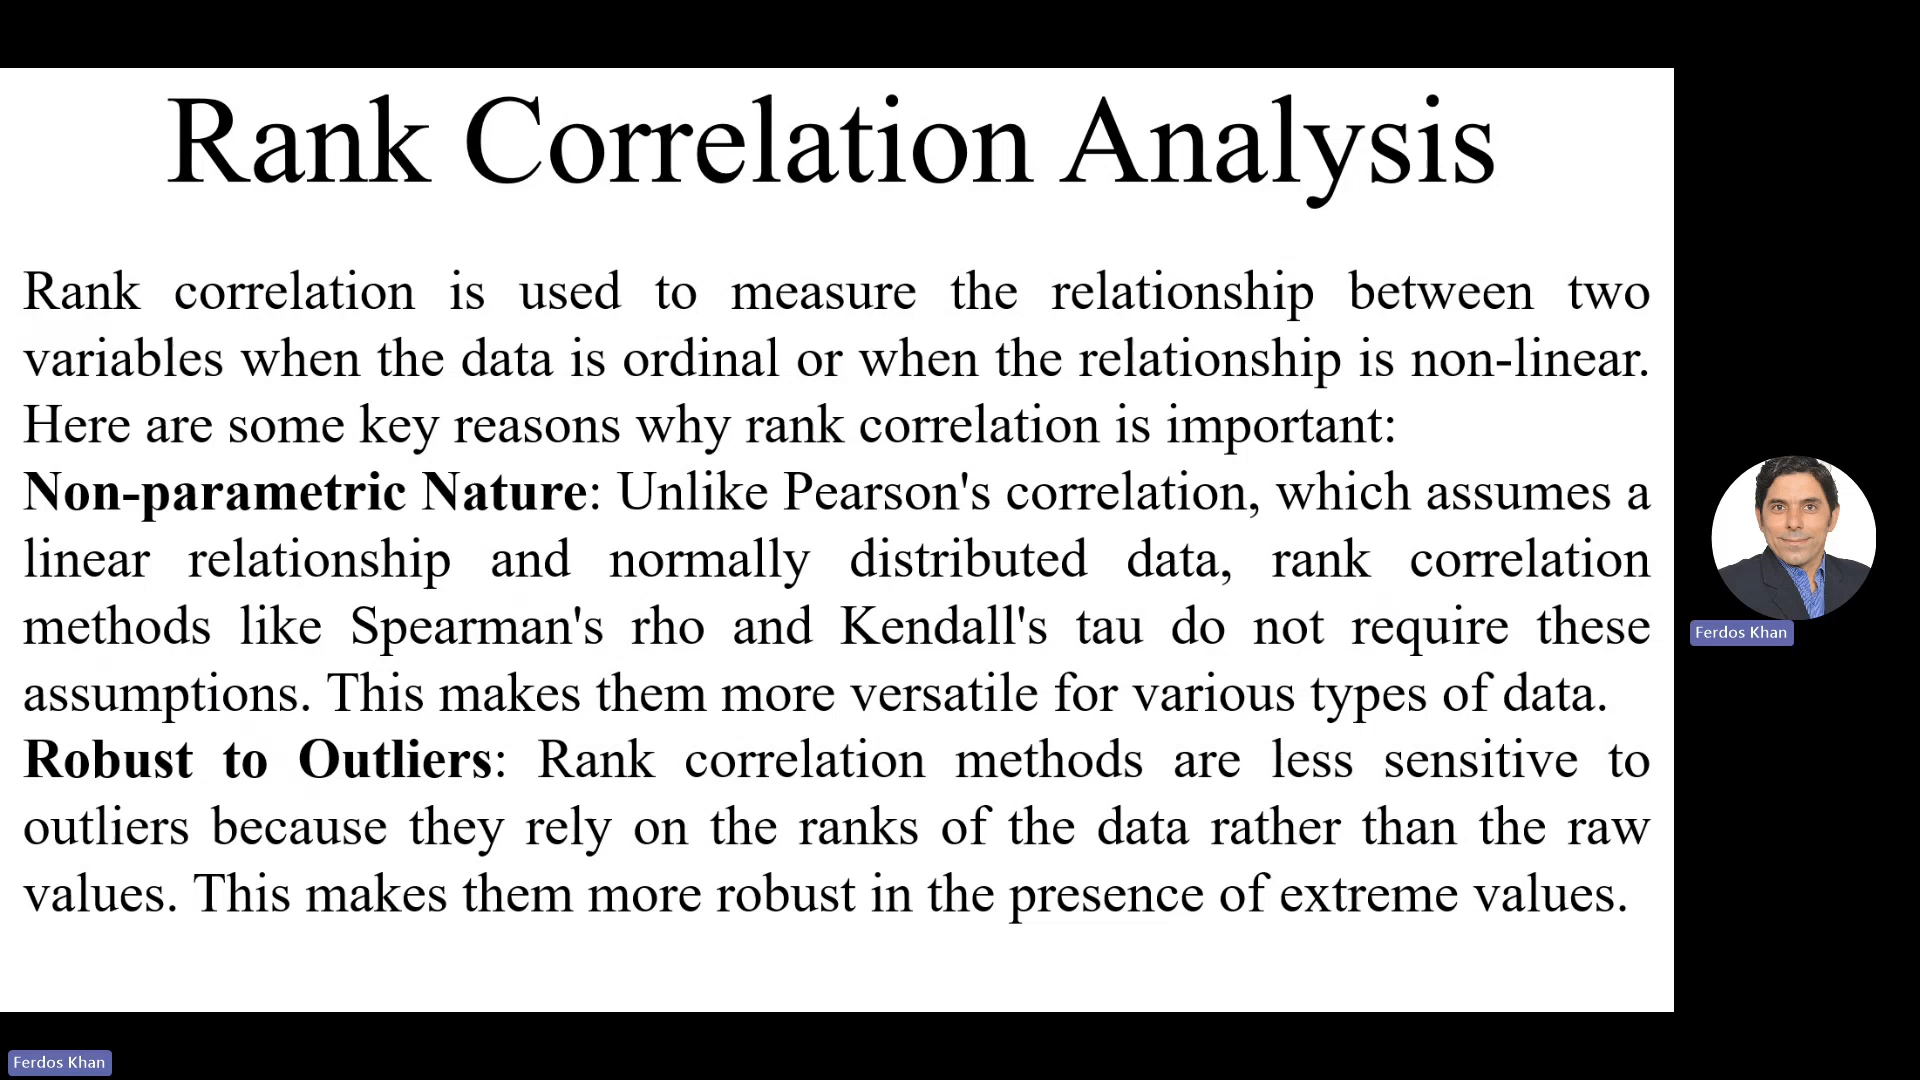 Rank Correlation Analysis
Rank correlation is used to measure the relationship between two
variables when the data is ordinal or when the relationship is non-linear.
Here are some key reasons why rank correlation is important:
Non-parametric Nature: Unlike Pearson's correlation, which assumes a
linear relationship and normally distributed data, rank correlation
methods like Spearman's rho and Kendall's tau do not require these
assumptions. This makes them more versatile for various types of data.
Robust to Outliers: Rank correlation methods are less sensitive to
outliers because they rely on the ranks of the data rather than the raw
values. This makes them more robust in the presence of extreme values.
Ferdos Khan
Ferdos Khan